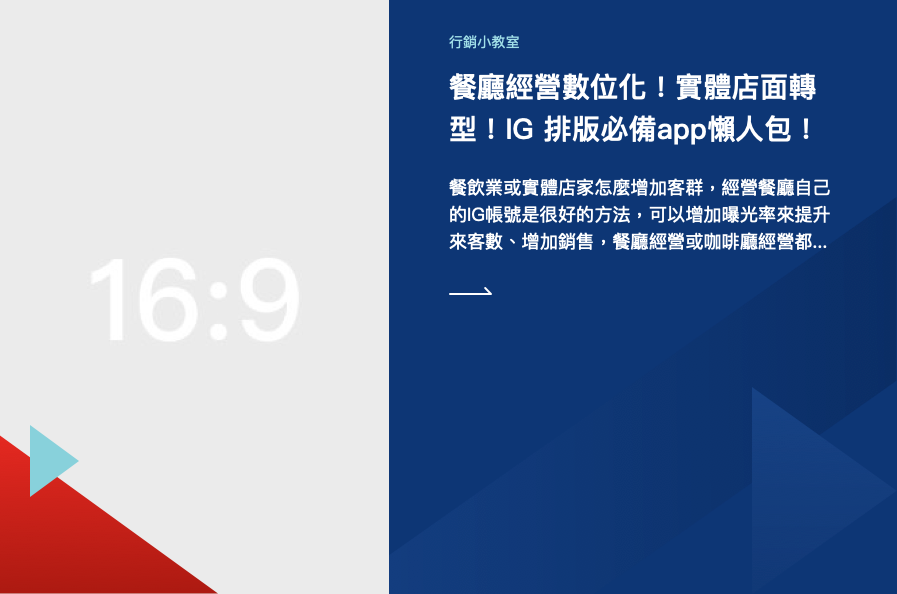 16:9
行銷小教室
餐廳經營數位化！實體店面轉
型！IG 排版必備app懶人包！
餐飲業或實體店家怎麼增加客群，經營餐廳自己
的IG帳號是很好的方法，可以增加曝光率來提升
來客數、增加銷售，餐廳經營或咖啡廳經營都...